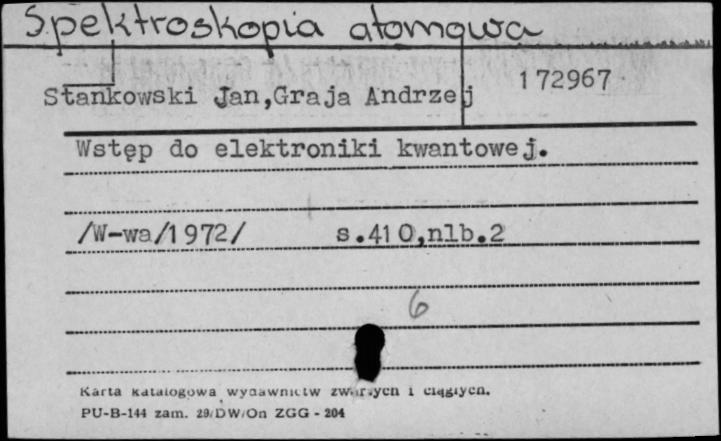 Spektroskopia atomowa
172967
Stankowski Jan,Graja Andrzej
Wstęp do elektroniki kwantowej.
/W-wa/1972/ s.410,nlb.2
6
Karta katalogowa wydawnictw zwartych i ciągłych.
PU-B-144 zam. 29/DW/On ZGG - 204